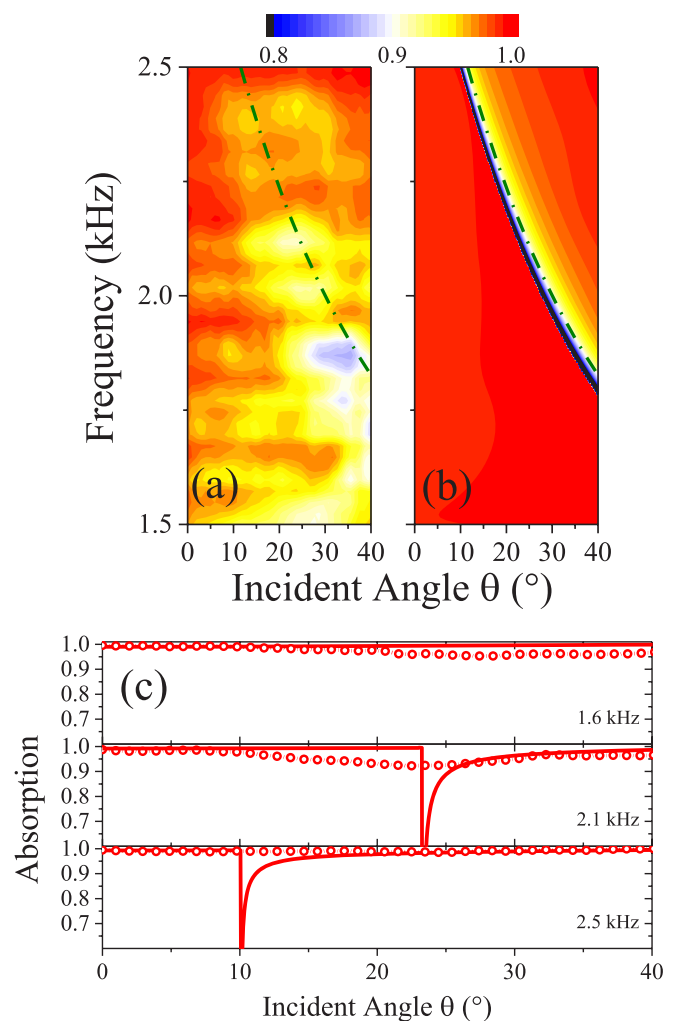 0.8 0.9 1.0
2.5
2.0
1.5
Frequency (kHz)
(a) (b)
0 10 20 30 40 0 10 20 30 40
Incident Angle θ (°)
1.0
0.9
0.8
0.7
(c)
1.6 kHz
1.0
0.9
0.8
0.7
2.1 kHz
1.0
0.9
0.8
0.7
2.5 kHz
Absorption
0 10 20 30 40
Incident Angle θ (°)